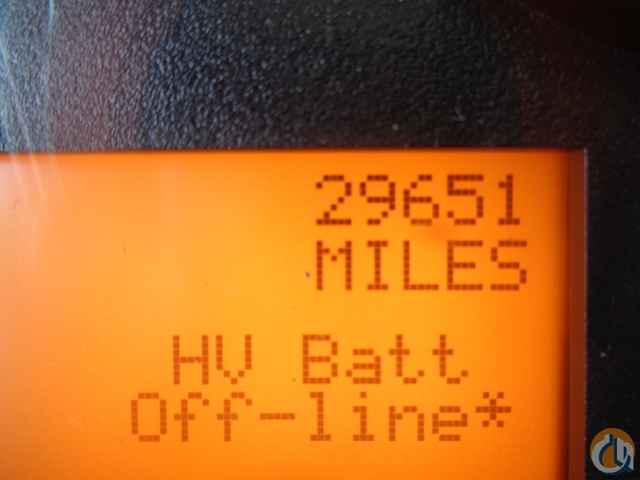 29651
MILES
HV Batt
Off-line*